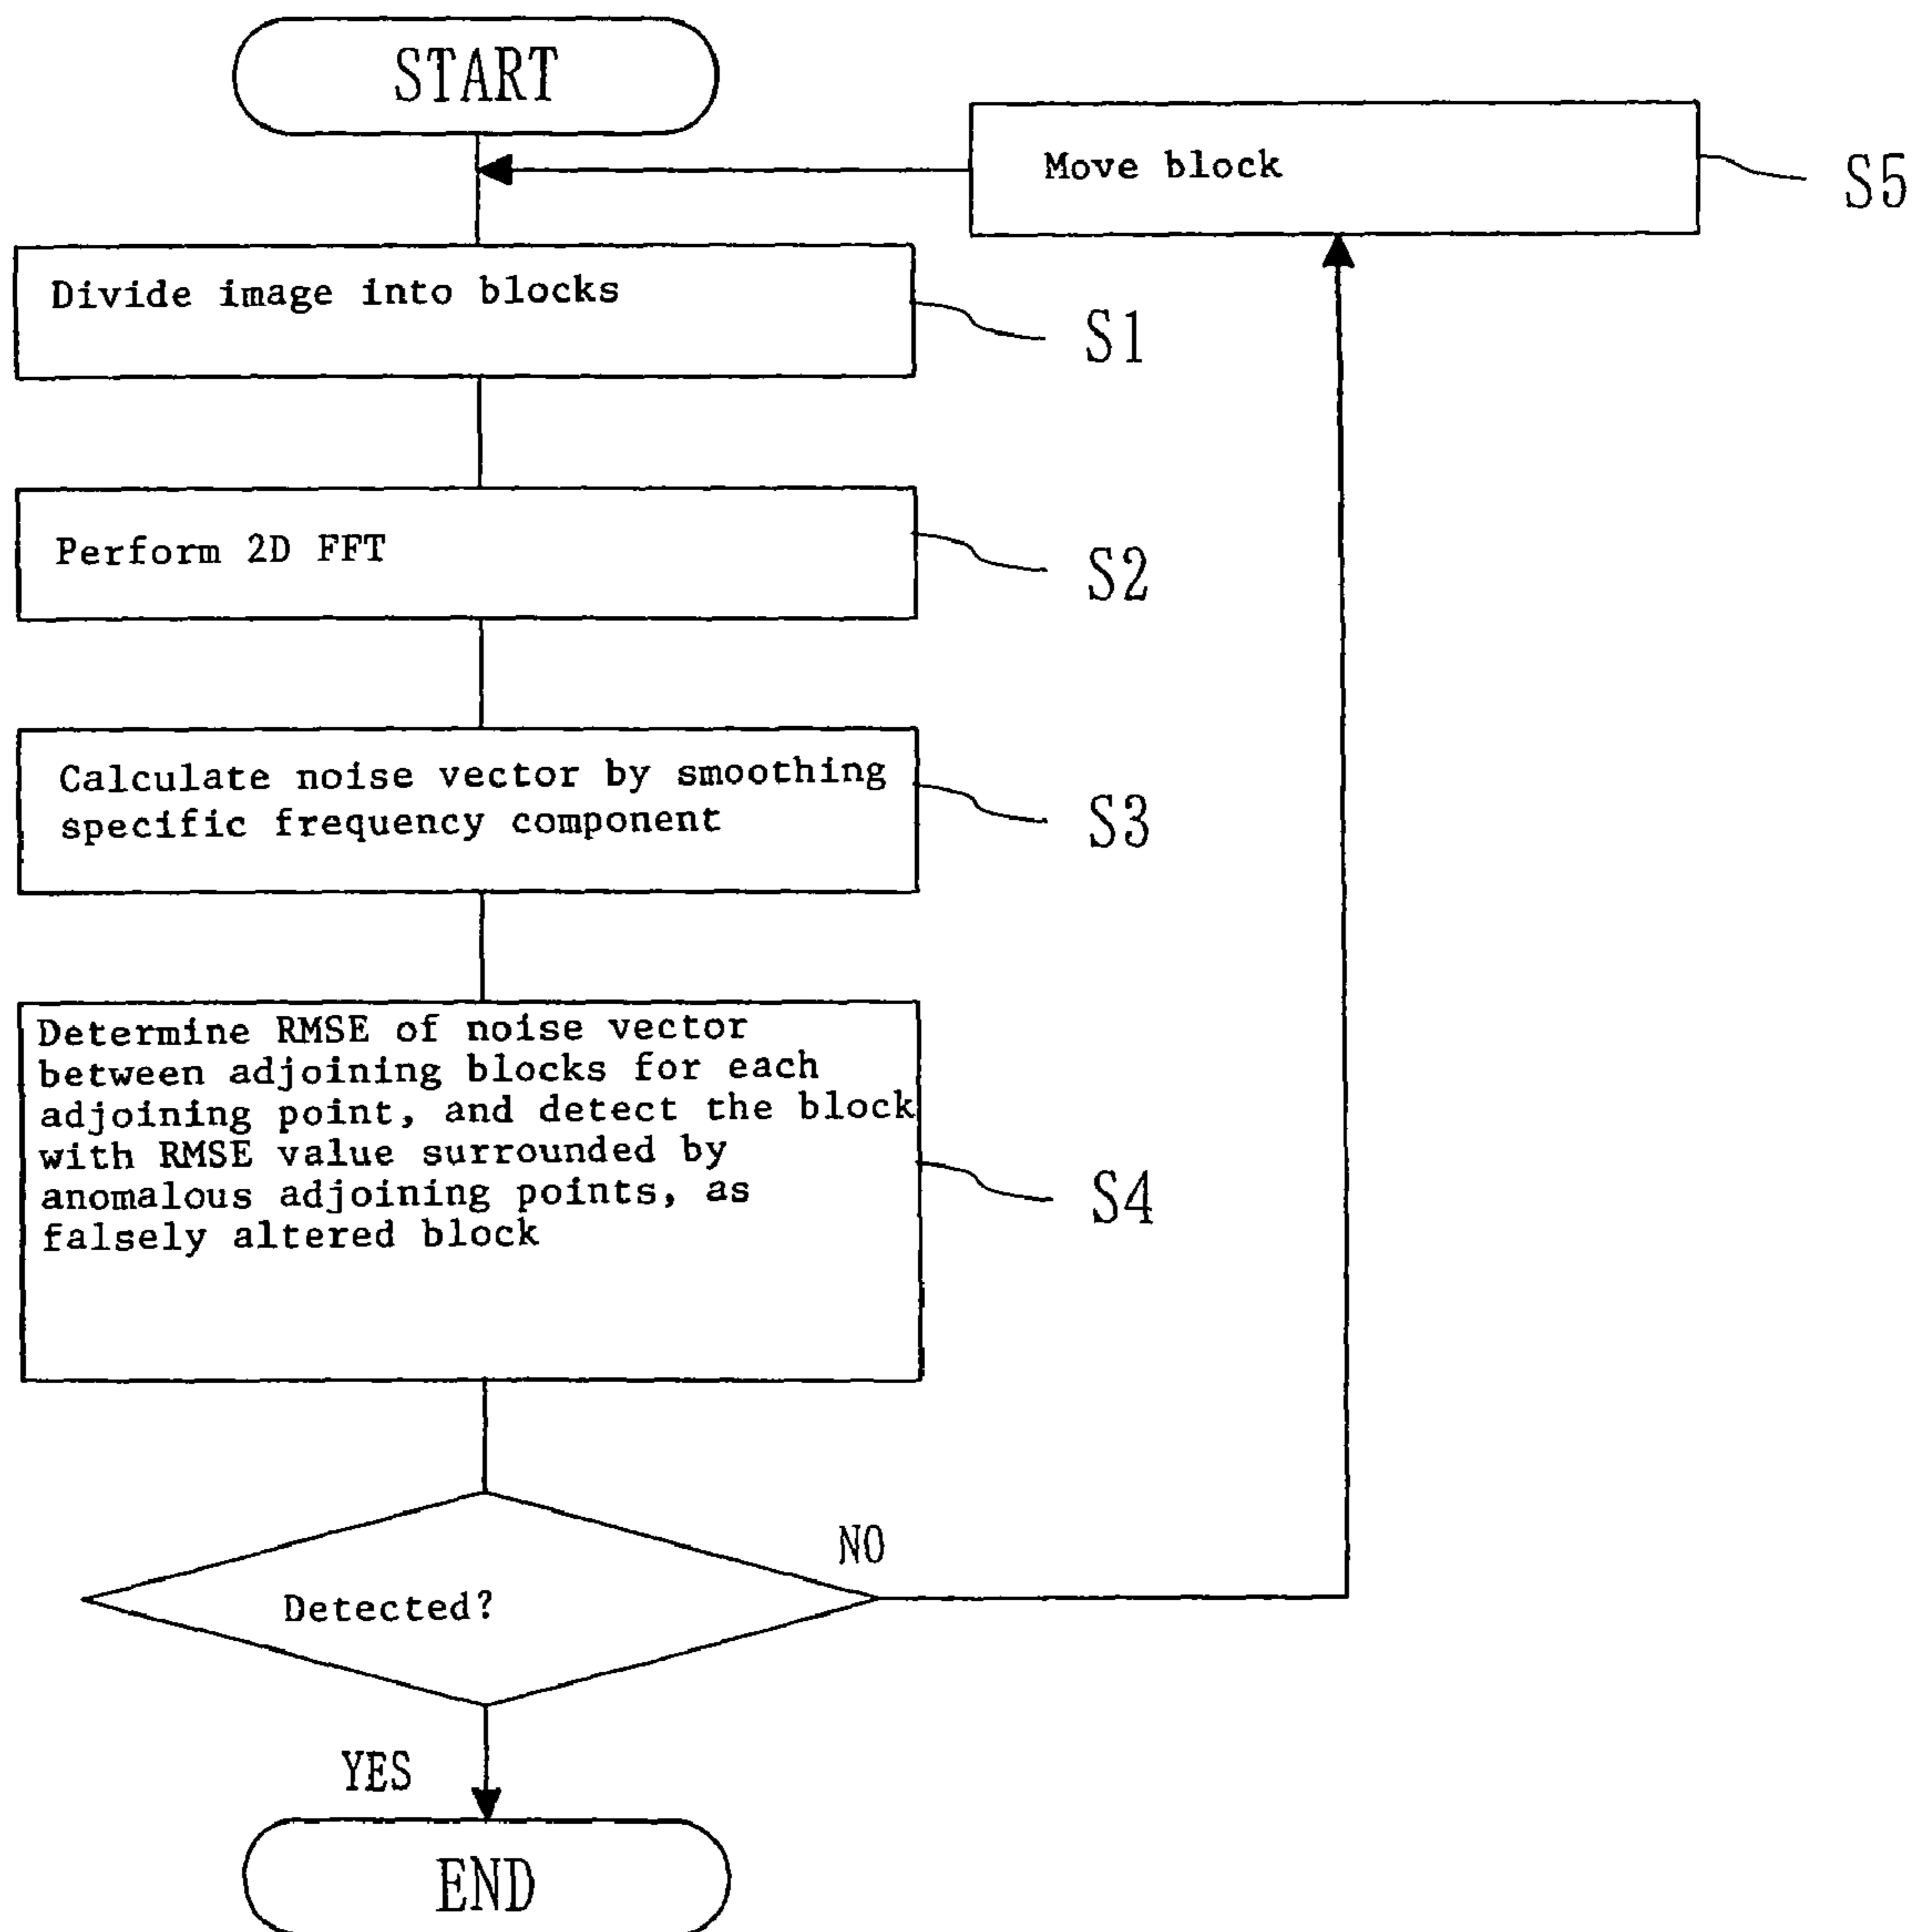 START
Move block
S5
Divide image into blocks
S1
Perform 2D FFT
S2
Calculate noise vector by smoothing
specific frequency component
S3
Determine RMSE of noise vector
between adjoining blocks for each
adjoining point, and detect the block
with RMSE value surrounded by
anomalous adjoining points, as
falsely altered block
S4
NO
Detected?
YES
END